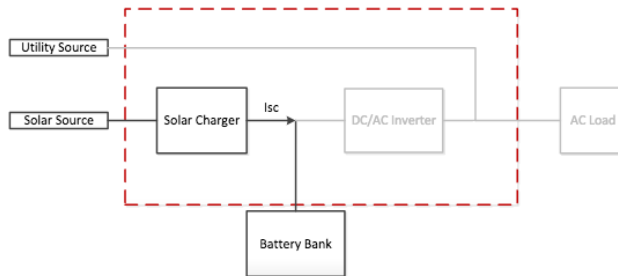 Utility Source
Solar Source
Solar Charger
Isc
DC/AC Inverter
AC Load
Battery Bank